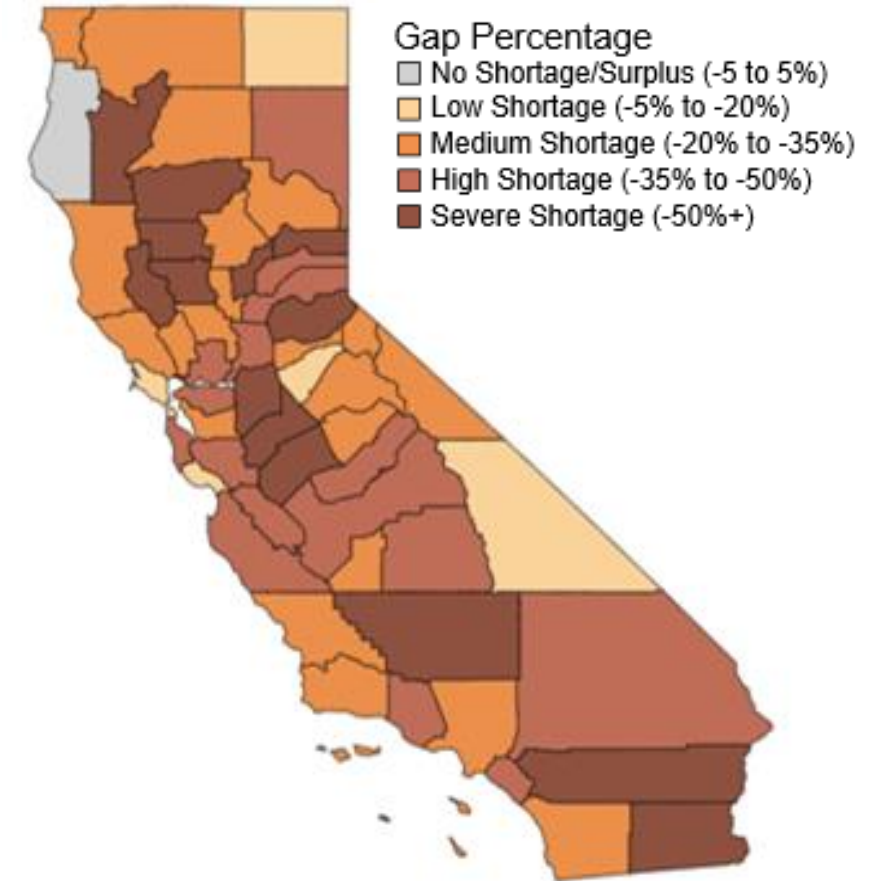 Gap Percentage
No Shortage/Surplus (-5 to 5%)
Low Shortage (-5% to -20%)
Medium Shortage (-20% to -35%)
High Shortage (-35% to -50%)
Severe Shortage (-50%+)